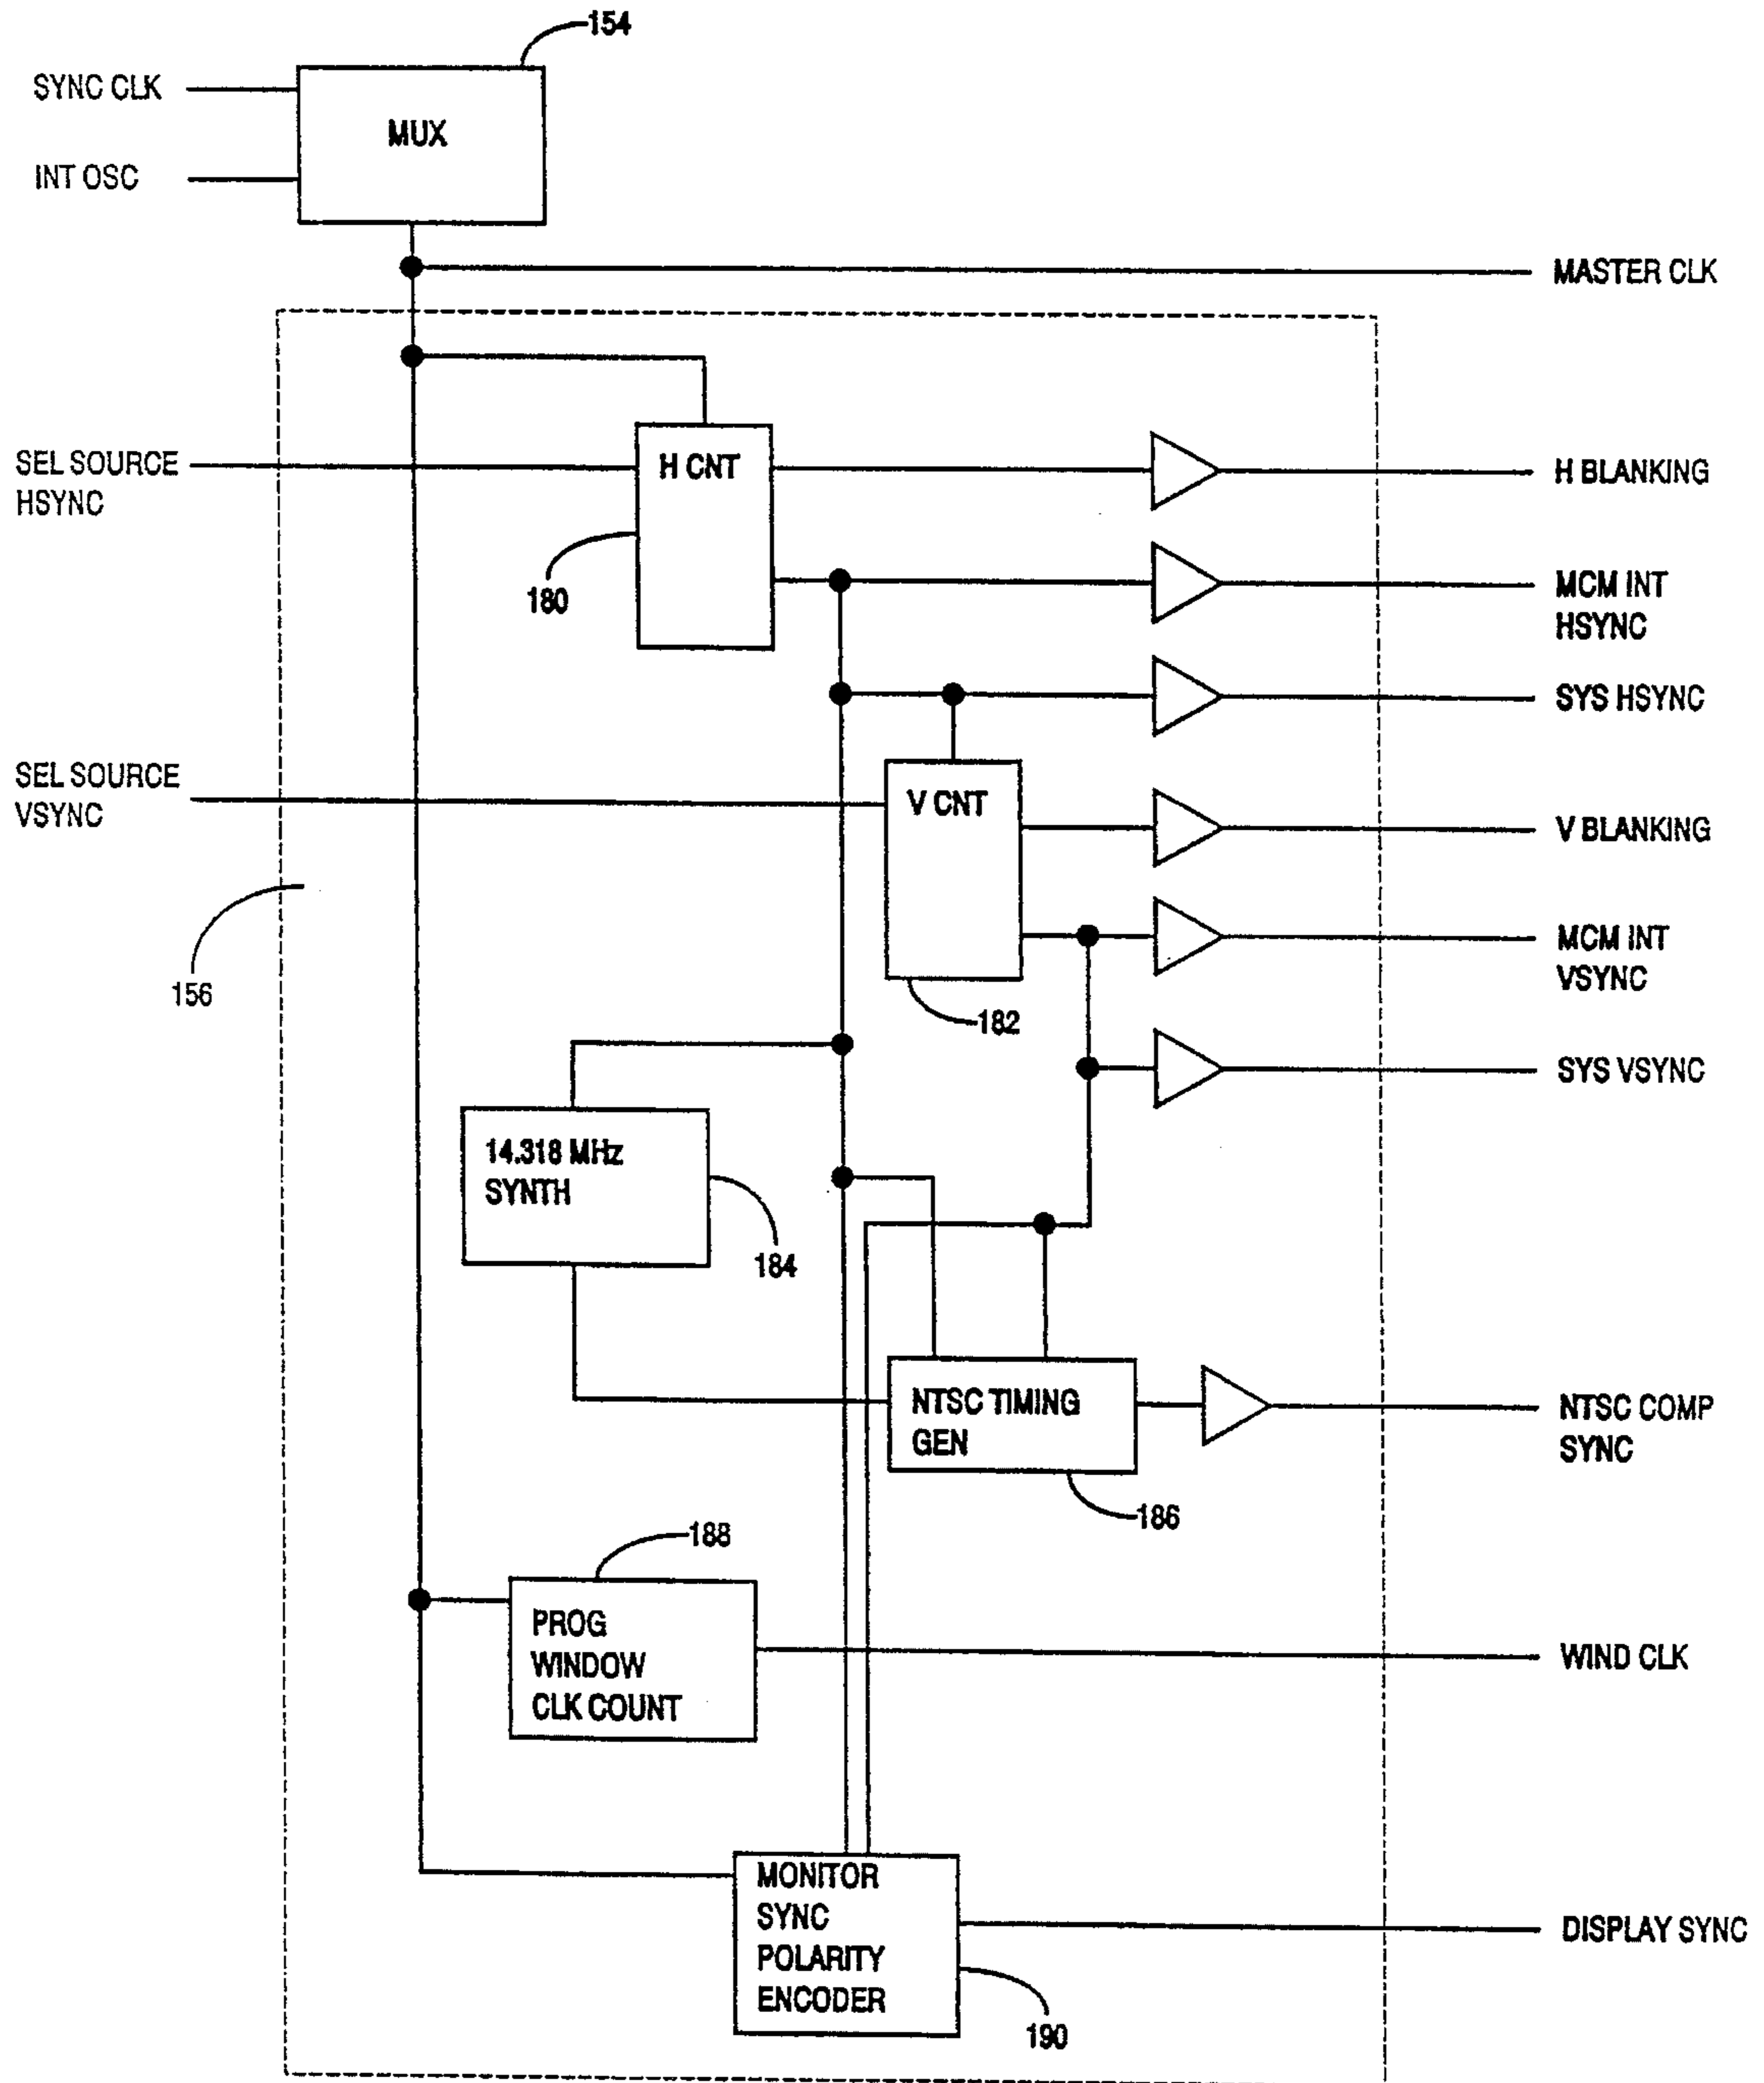 154
SYNC CLK
MUX
INT OSC
MASTER CLK
SEL SOURCE
HSYNC
H CNT
H BLANKING
180
MCM INT
HSYNC
SYS HSYNC
SEL SOURCE
VSYNC
V CNT
V BLANKING
156
MCM INT
VSYNC
182
SYS VSYNC
14.318 MHz
SYNTH
184
NTSC TIMING
GEN
NTSC COMP
SYNC
186
188
PROG
WINDOW
CLK COUNT
WIND CLK
MONITOR
SYNC
POLARITY
ENCODER
DISPLAY SYNC
190